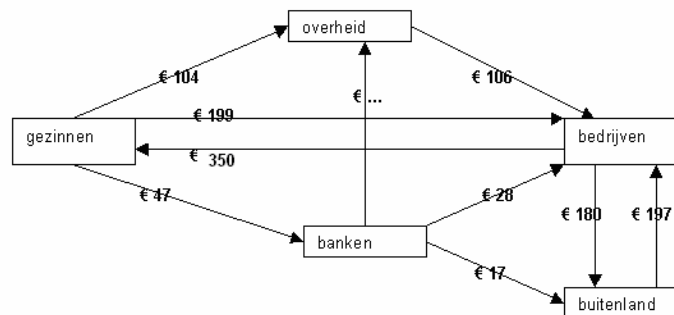 overheid
€ 104
€ 106
€ ...
€ 199
gezinnen
bedrijven
€ 350
€ 47
€ 28
€ 180
€ 197
banken
€ 17
buitenland